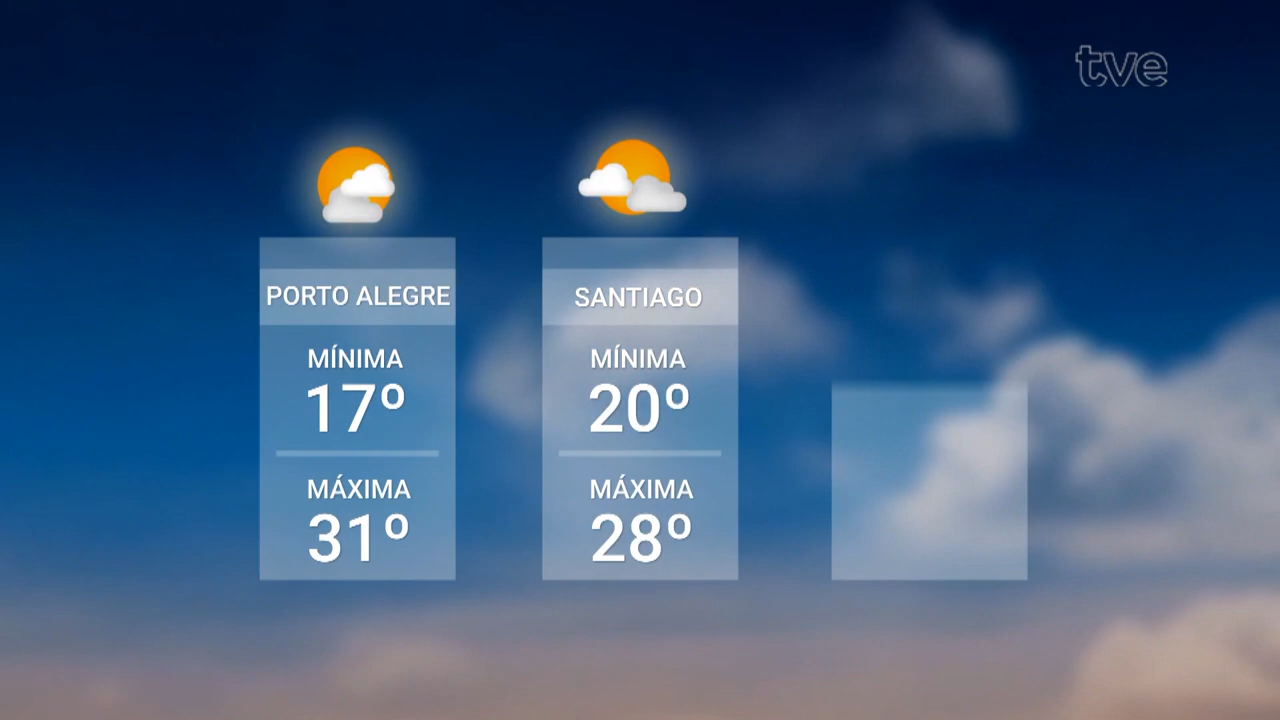 tve
PORTO ALEGRE
MÍNIMA
17º
MÁXIMA
31º
SANTIAGO
MÍNIMA
20º
MÁXIMA
28º